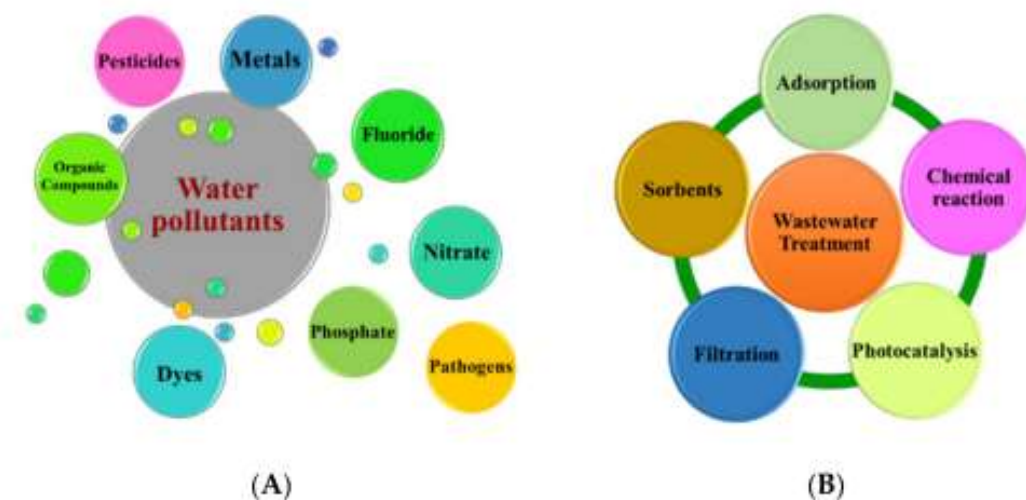 Pesticides
Metals
Fluoride
Organic
Compounds
Water
pollutants
Nitrate
Phosphate
Dyes
Pathogens
(A)
Adsorption
Sorbents
Chemical
reaction
Wastewater
Treatment
Filtration
Photocatalysis
(B)